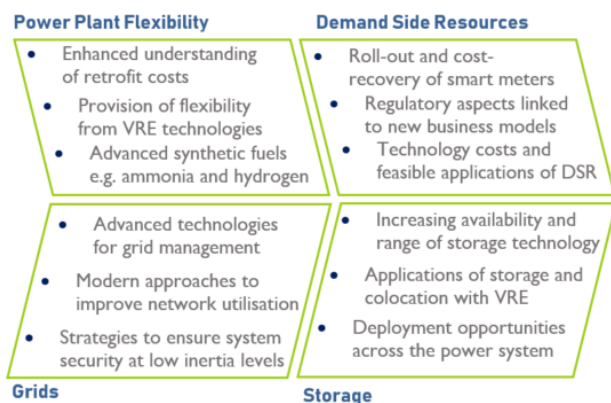 Power Plant Flexibility
• Enhanced understanding
of retrofit costs
• Provision of flexibility
from VRE technologies
• Advanced synthetic fuels
e.g. ammonia and hydrogen
Demand Side Resources
• Roll-out and cost-
recovery of smart meters
• Regulatory aspects linked
to new business models
• Technology costs and
feasible applications of DSR
• Advanced technologies
for grid management
• Modern approaches to
improve network utilisation
• Strategies to ensure system
security at low inertia levels
Grids
• Increasing availability and
range of storage technology
• Applications of storage and
colocation with VRE
• Deployment opportunities
across the power system
Storage